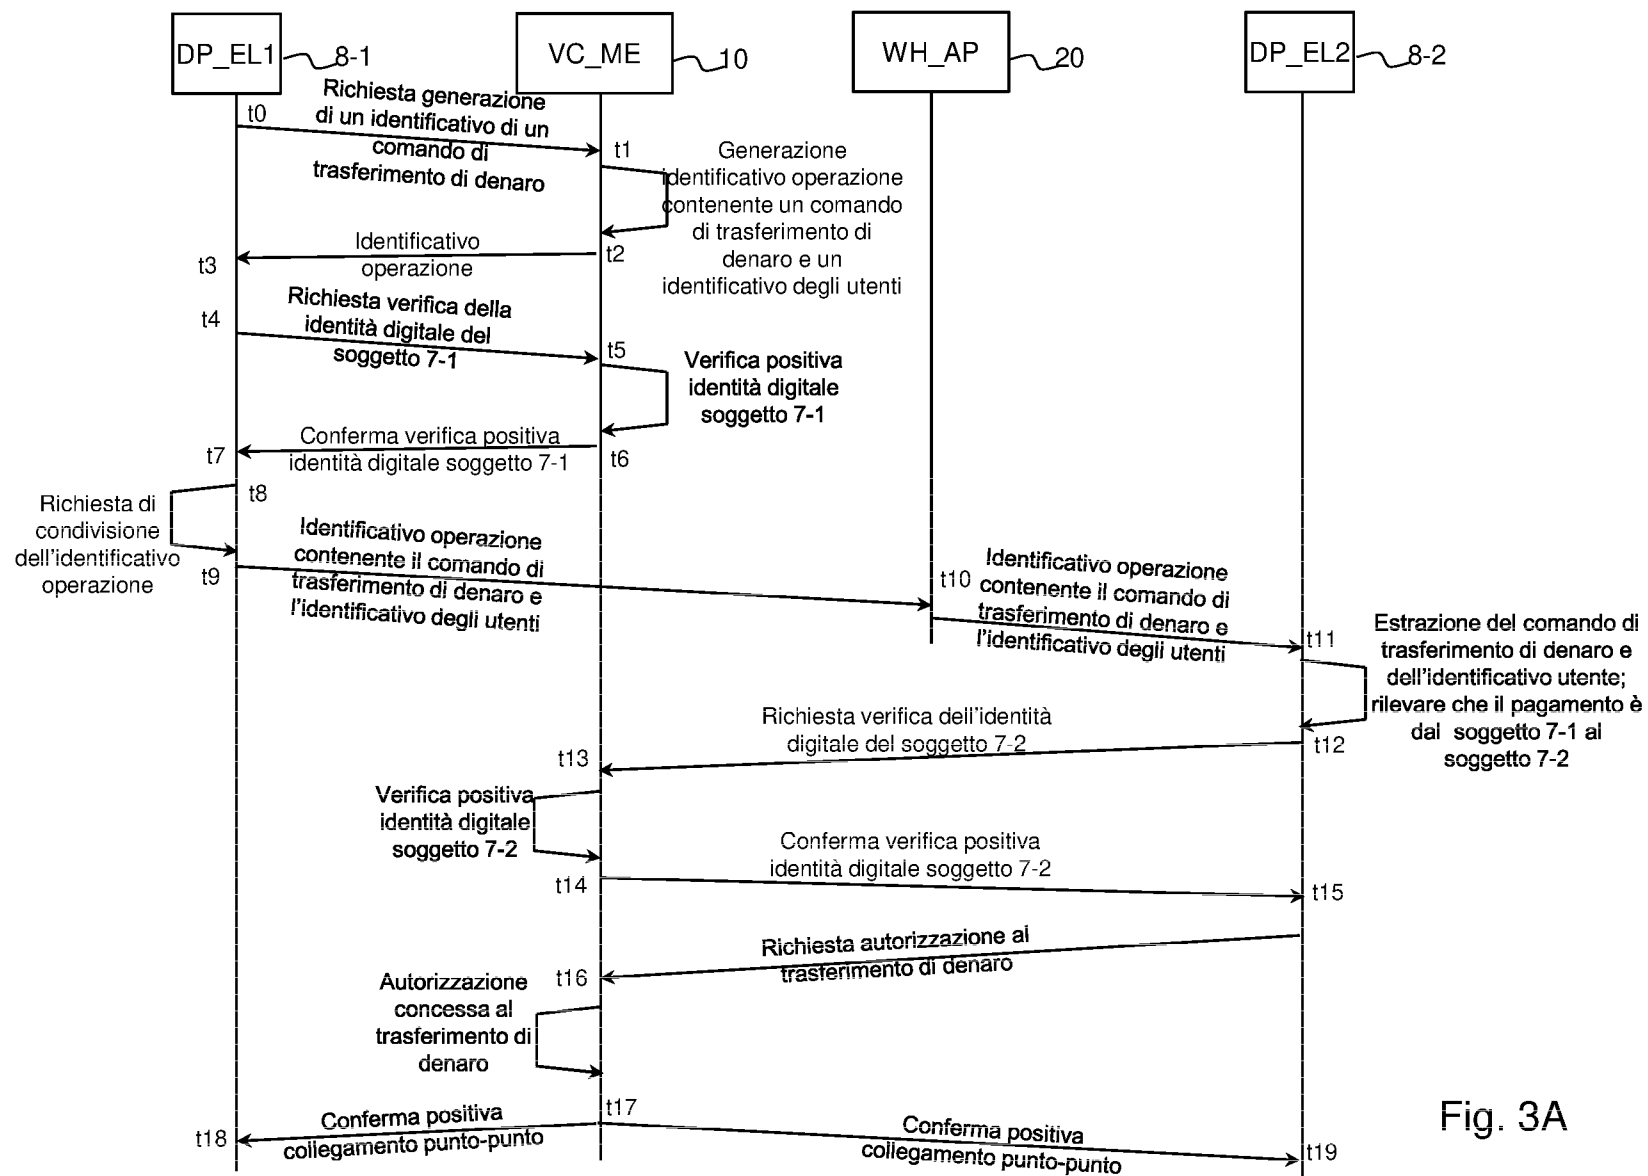 DP_EL1
8-1
VC_ME
10
WH_AP
20
DP_EL2
8-2
t0
Richiesta generazione
di un identificativo di un
comando di
trasferimento di denaro
t1
Generazione
identificativo operazione
contenente un comando
di trasferimento di
denaro e un
identificativo degli utenti
t2
Identificativo
operazione
t3
t4
Richiesta verifica della
identità digitale del
soggetto 7-1
t5
Verifica positiva
identità digitale
soggetto 7-1
t6
Conferma verifica positiva
identità digitale soggetto 7-1
t7
t8
Richiesta di
condivisione
dell'identificativo
operazione
t9
Identificativo operazione
contenente il comando di
trasferimento di denaro e
l'identificativo degli utenti
t10
Identificativo operazione
contenente il comando di
trasferimento di denaro e
l'identificativo degli utenti
t11
Estrazione del comando di
trasferimento di denaro e
dell'identificativo utente;
rilevare che il pagamento è
dal soggetto 7-1 al
soggetto 7-2
t12
Richiesta verifica dell'identità
digitale del soggetto 7-2
t13
Verifica positiva
identità digitale
soggetto 7-2
t14
Conferma verifica positiva
identità digitale soggetto 7-2
t15
Richiesta autorizzazione al
trasferimento di denaro
t16
Autorizzazione
concessa al
trasferimento di
denaro
t17
Conferma positiva
collegamento punto-punto
t18
Conferma positiva
collegamento punto-punto
t19
Fig. 3A